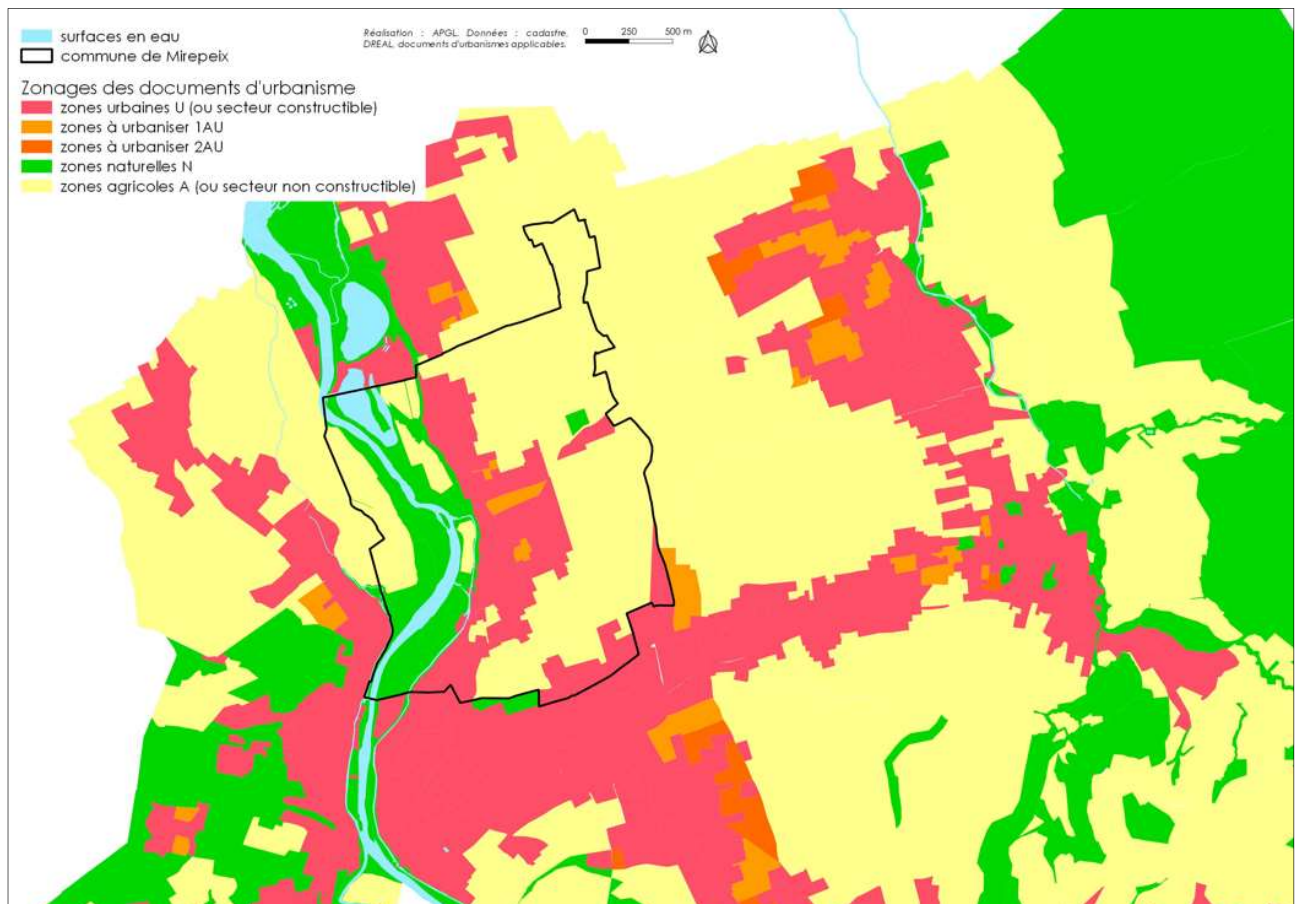 surfaces en eau
commune de Mirepeix
Zonages des documents d'urbanisme
zones urbaines U (ou secteur constructible)
zones à urbaniser 1AU
zones à urbaniser 2AU
zones naturelles N
zones agricoles A (ou secteur non constructible)
Réalisation : APGL. Données : cadastre,
DREAL, documents d'urbanismes applicables.
0 250 500 m